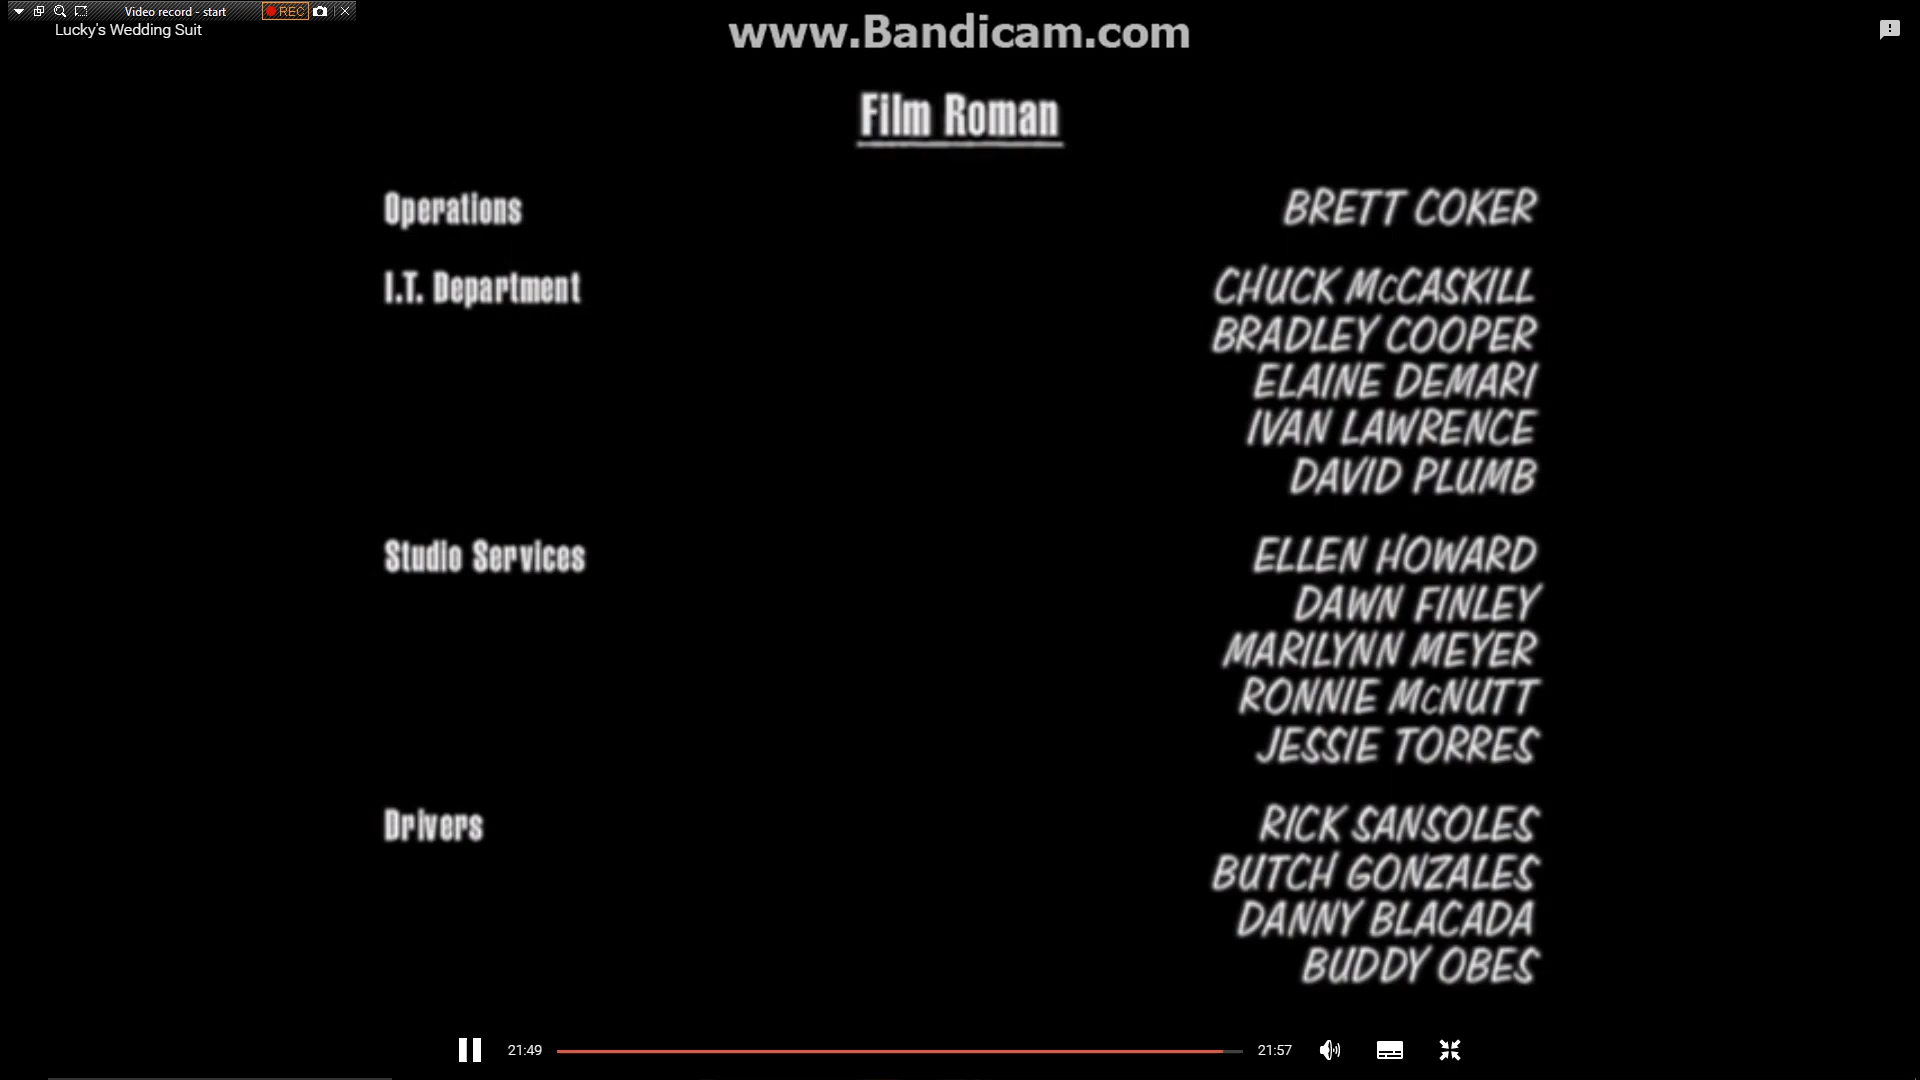 Video record - start
REC
Lucky's Wedding Suit
www.Bandicam.com
Film Roman
Operations BRETT COKER
I.T. Department CHUCK McCASKILL
BRADLEY COOPER
ELAINE DEMARI
IVAN LAWRENCE
DAVID PLUMB
Studio Services ELLEN HOWARD
DAWN FINLEY
MARILYNN MEYER
RONNIE McNUTT
JESSIE TORRES
Drivers RICK SANSOLES
BUTCH GONZALES
DANNY BLACADA
BUDDY OBES
21:49 21:57